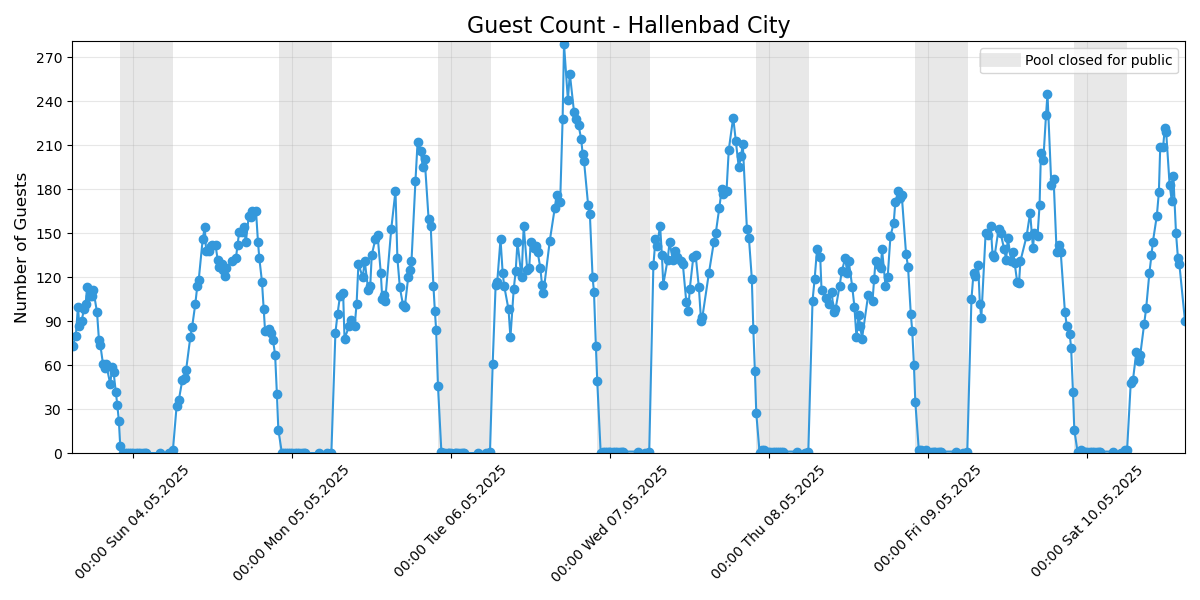 Guest Count - Hallenbad City
Pool closed for public
Number of Guests
270
240
210
180
150
120
90
60
30
0
00:00 Sun 04.05.2025
00:00 Mon 05.05.2025
00:00 Tue 06.05.2025
00:00 Wed 07.05.2025
00:00 Thu 08.05.2025
00:00 Fri 09.05.2025
00:00 Sat 10.05.2025